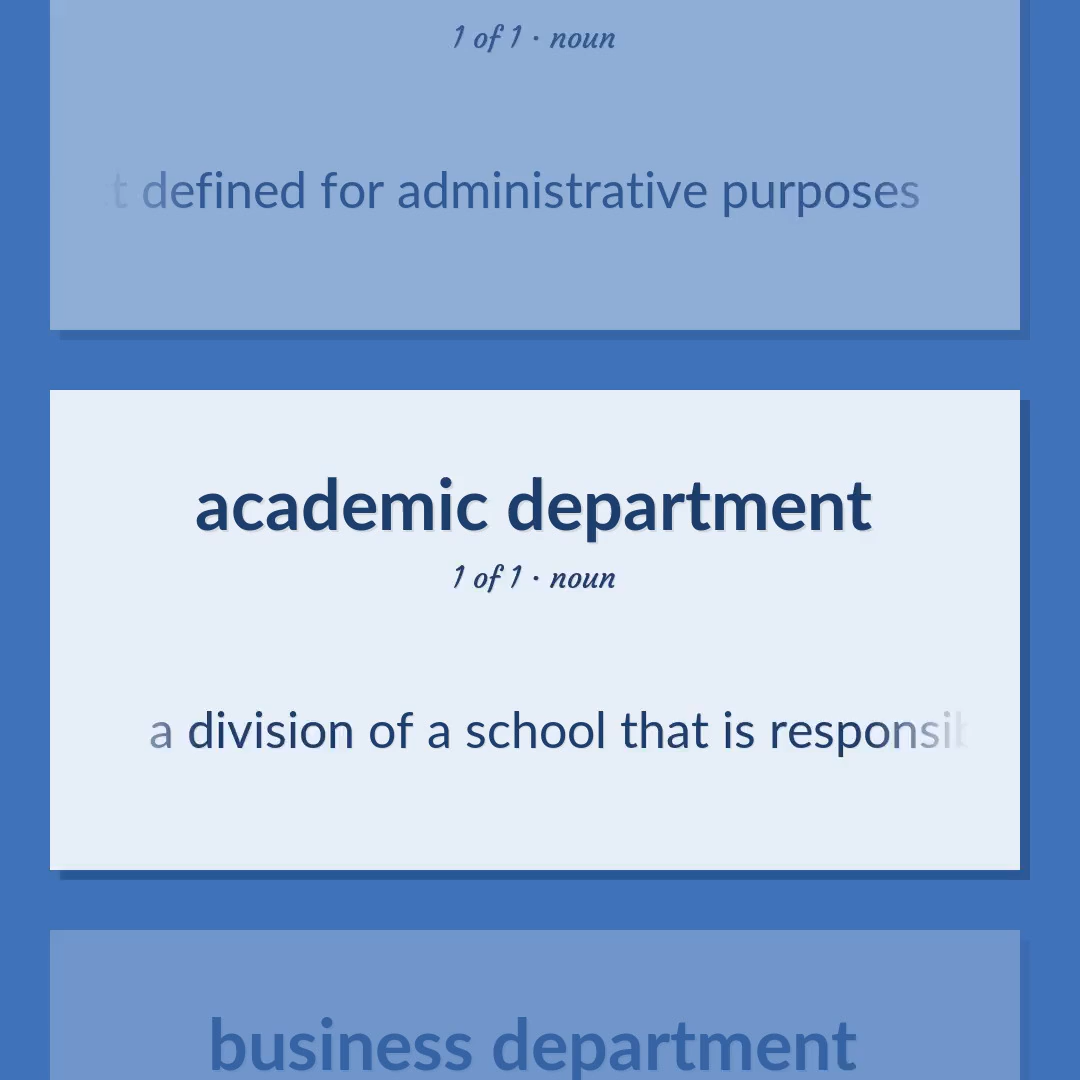 1 of 1 · noun
defined for administrative purposes
academic department
1 of 1 · noun
a division of a school that is
business department